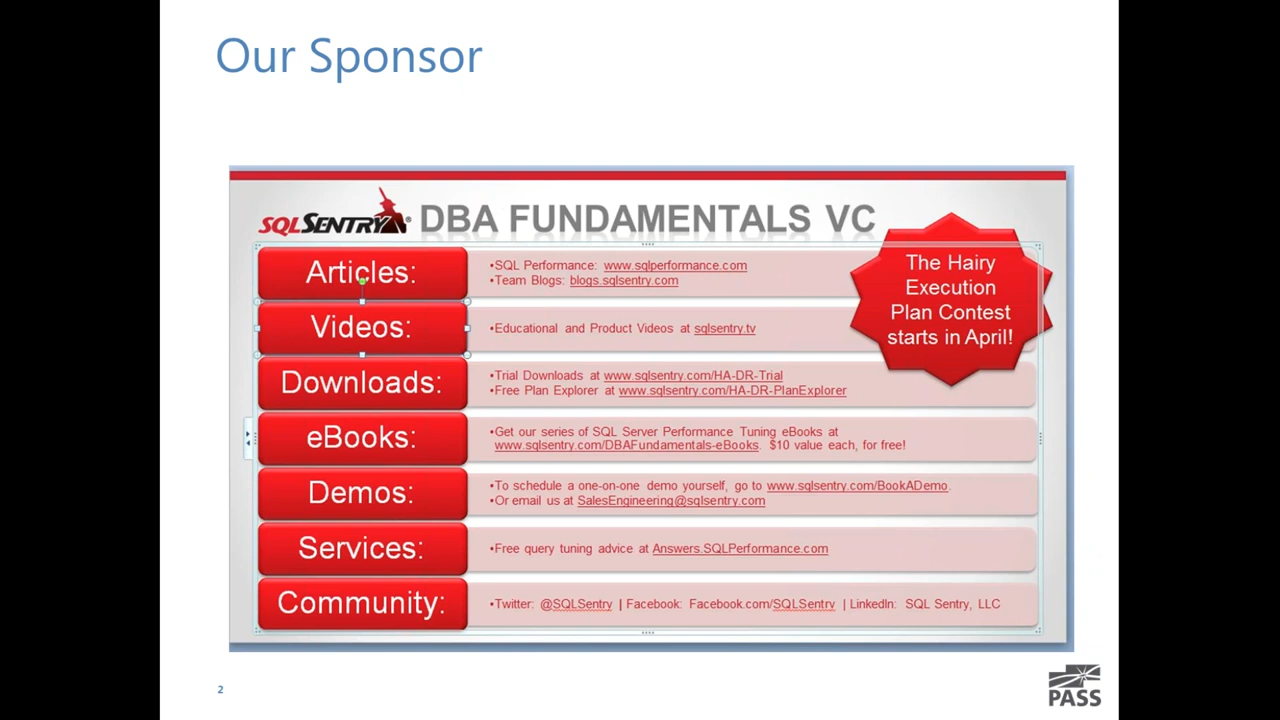 Our Sponsor
SQLSENTRY® DBA FUNDAMENTALS VC
The Hairy
Execution
Plan Contest
starts in April!
Articles:
•SQL Performance: www.sqlperformance.com
•Team Blogs: blogs.sqlsentry.com
Videos:
•Educational and Product Videos at sqlsentry.tv
Downloads:
•Trial Downloads at www.sqlsentry.com/HA-DR-Trial
•Free Plan Explorer at www.sqlsentry.com/HA-DR-PlanExplorer
eBooks:
•Get our series of SQL Server Performance Tuning eBooks at
www.sqlsentry.com/DBAFundamentals-eBooks. $10 value each, for free!
Demos:
•To schedule a one-on-one demo yourself, go to www.sqlsentry.com/BookADemo.
•Or email us at SalesEngineering@sqlsentry.com
Services:
•Free query tuning advice at Answers.SQLPerformance.com
Community:
•Twitter: @SQLSentry | Facebook: Facebook.com/SQLSentry | LinkedIn: SQL Sentry, LLC
2
PASS